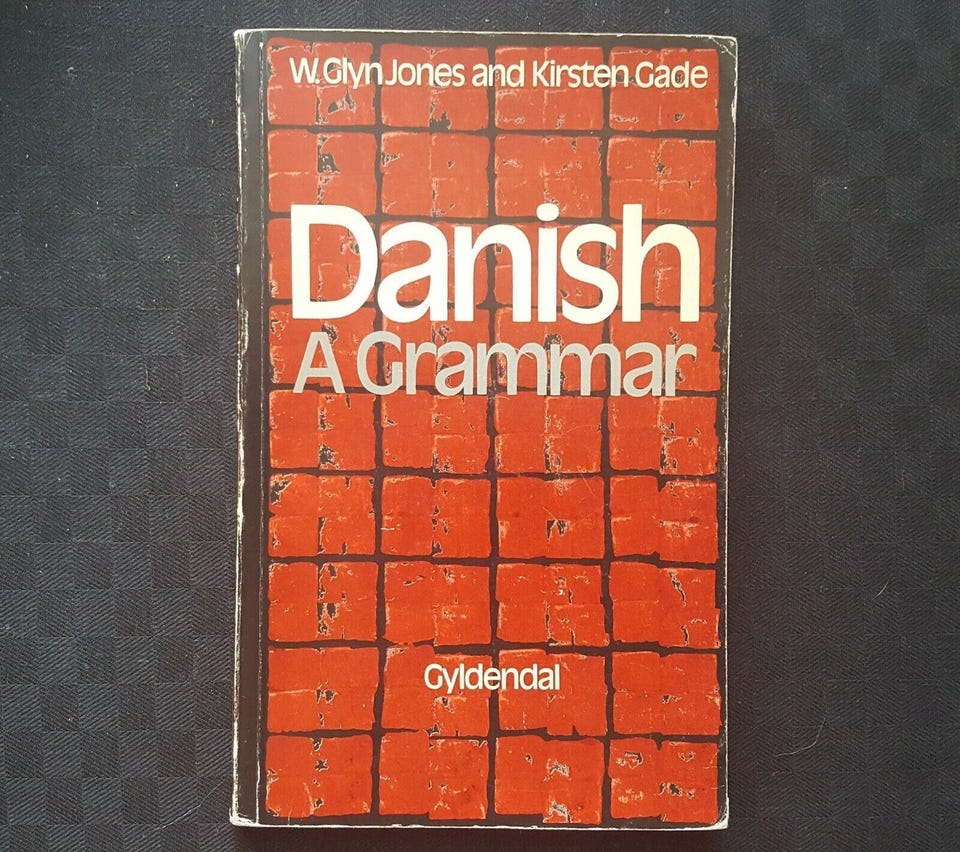 W. Glyn Jones and Kirsten Gade
Danish
A Grammar
Gyldendal